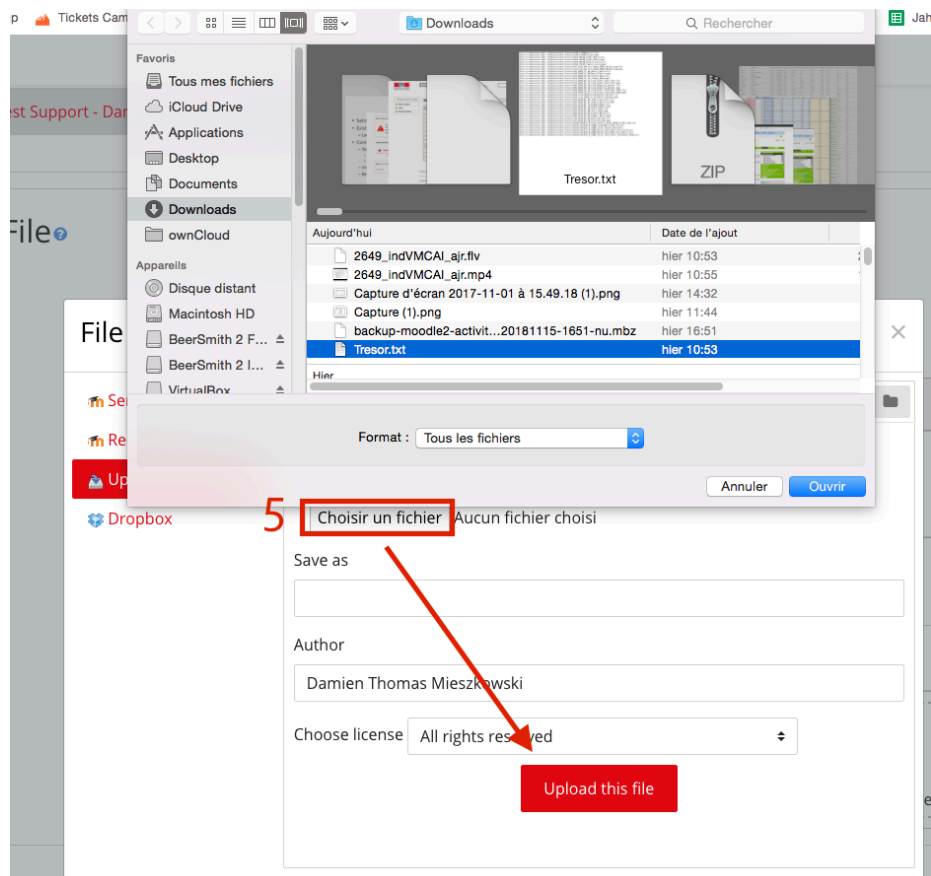 p Tickets Cam
Downloads
Rechercher
Jah
est Support - Dar
Favoris
Tous mes fichiers
iCloud Drive
Applications
Desktop
Documents
Downloads
ownCloud
Appareils
Disque distant
Macintosh HD
BeerSmith 2 F...
BeerSmith 2 I...
VirtualBox
Tresor.txt
ZIP
Aujourd'hui Date de l'ajout
2649_indVMCAI_ajr.flv hier 10:53
2649_indVMCAI_ajr.mp4 hier 10:55
Capture d'écran 2017-11-01 à 15.49.18 (1).png hier 14:32
Capture (1).png hier 11:44
backup-moodle2-activit...20181115-1651-nu.mbz hier 16:51
Tresor.txt hier 10:53
Hier
Format : Tous les fichiers
Annuler Ouvrir
File
File
Ser
Re
Up
Dropbox
5 Choisir un fichier Aucun fichier choisi
Save as
Author
Damien Thomas Mieszkowski
Choose license All rights reserved
Upload this file